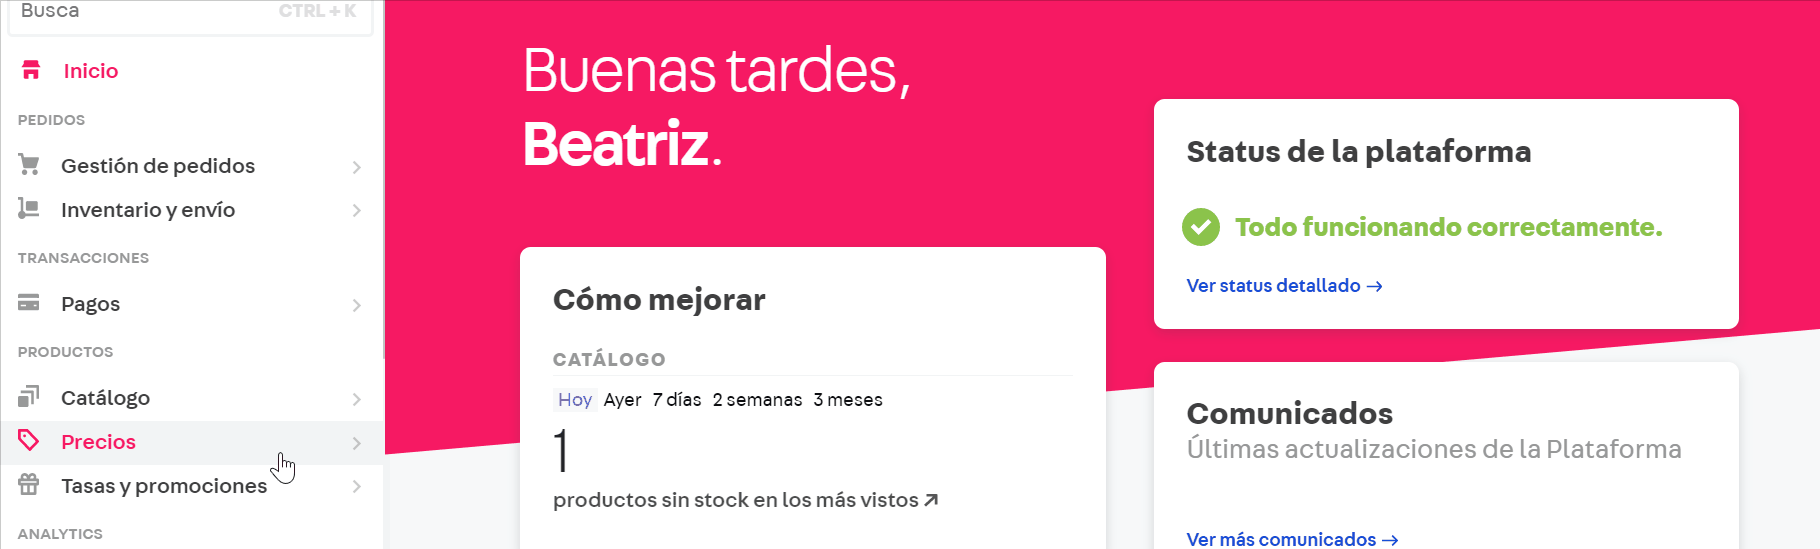 Busca CTRL + K
Inicio
PEDIDOS
Gestión de pedidos
Inventario y envío
TRANSACCIONES
Pagos
PRODUCTOS
Catálogo
Precios
Tasas y promociones
ANALYTICS
Buenas tardes,
Beatriz.
Cómo mejorar
CATÁLOGO
Hoy Ayer 7 días 2 semanas 3 meses
1
productos sin stock en los más vistos
Status de la plataforma
Todo funcionando correctamente.
Ver status detallado →
Comunicados
Últimas actualizaciones de la Plataforma
Ver más comunicados →